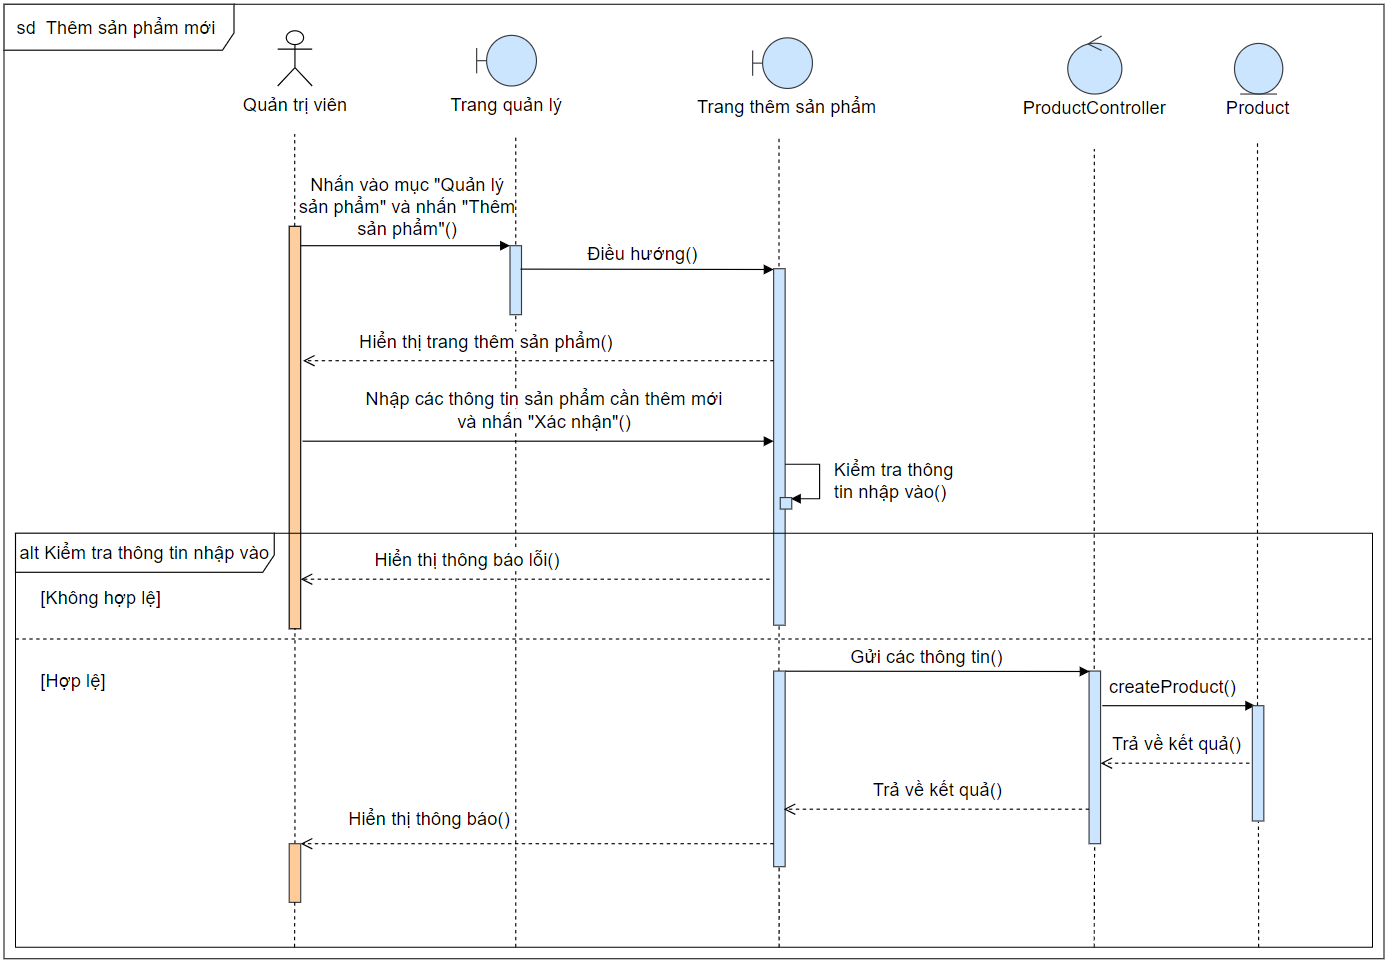 sd Thêm sản phẩm mới
Quản trị viên
Trang quản lý
Trang thêm sản phẩm
ProductController
Product
Nhấn vào mục "Quản lý
sản phẩm" và nhấn "Thêm
sản phẩm"()
Điều hướng()
Hiển thị trang thêm sản phẩm()
Nhập các thông tin sản phẩm cần thêm mới
và nhấn "Xác nhận"()
Kiểm tra thông
tin nhập vào()
alt Kiểm tra thông tin nhập vào
Hiển thị thông báo lỗi()
[Không hợp lệ]
Gửi các thông tin()
[Hợp lệ]
createProduct()
Trả về kết quả()
Trả về kết quả()
Hiển thị thông báo()